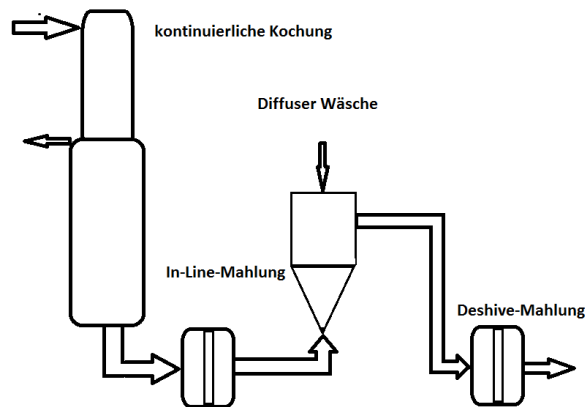 kontinuierliche Kochung
Diffuser Wäsche
In-Line-Mahlung
Deshive-Mahlung